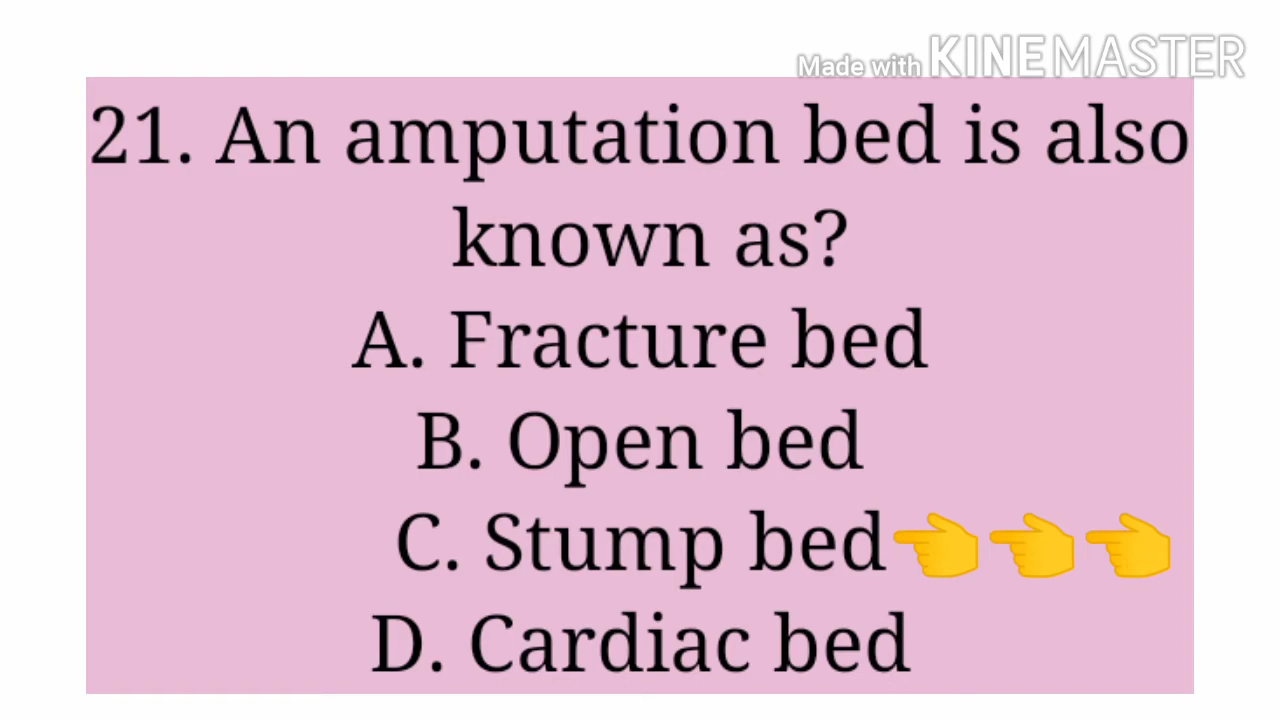 Made with KINEMASTER
21. An amputation bed is also
known as?
A. Fracture bed
B. Open bed
C. Stump bed👈👈👈
D. Cardiac bed